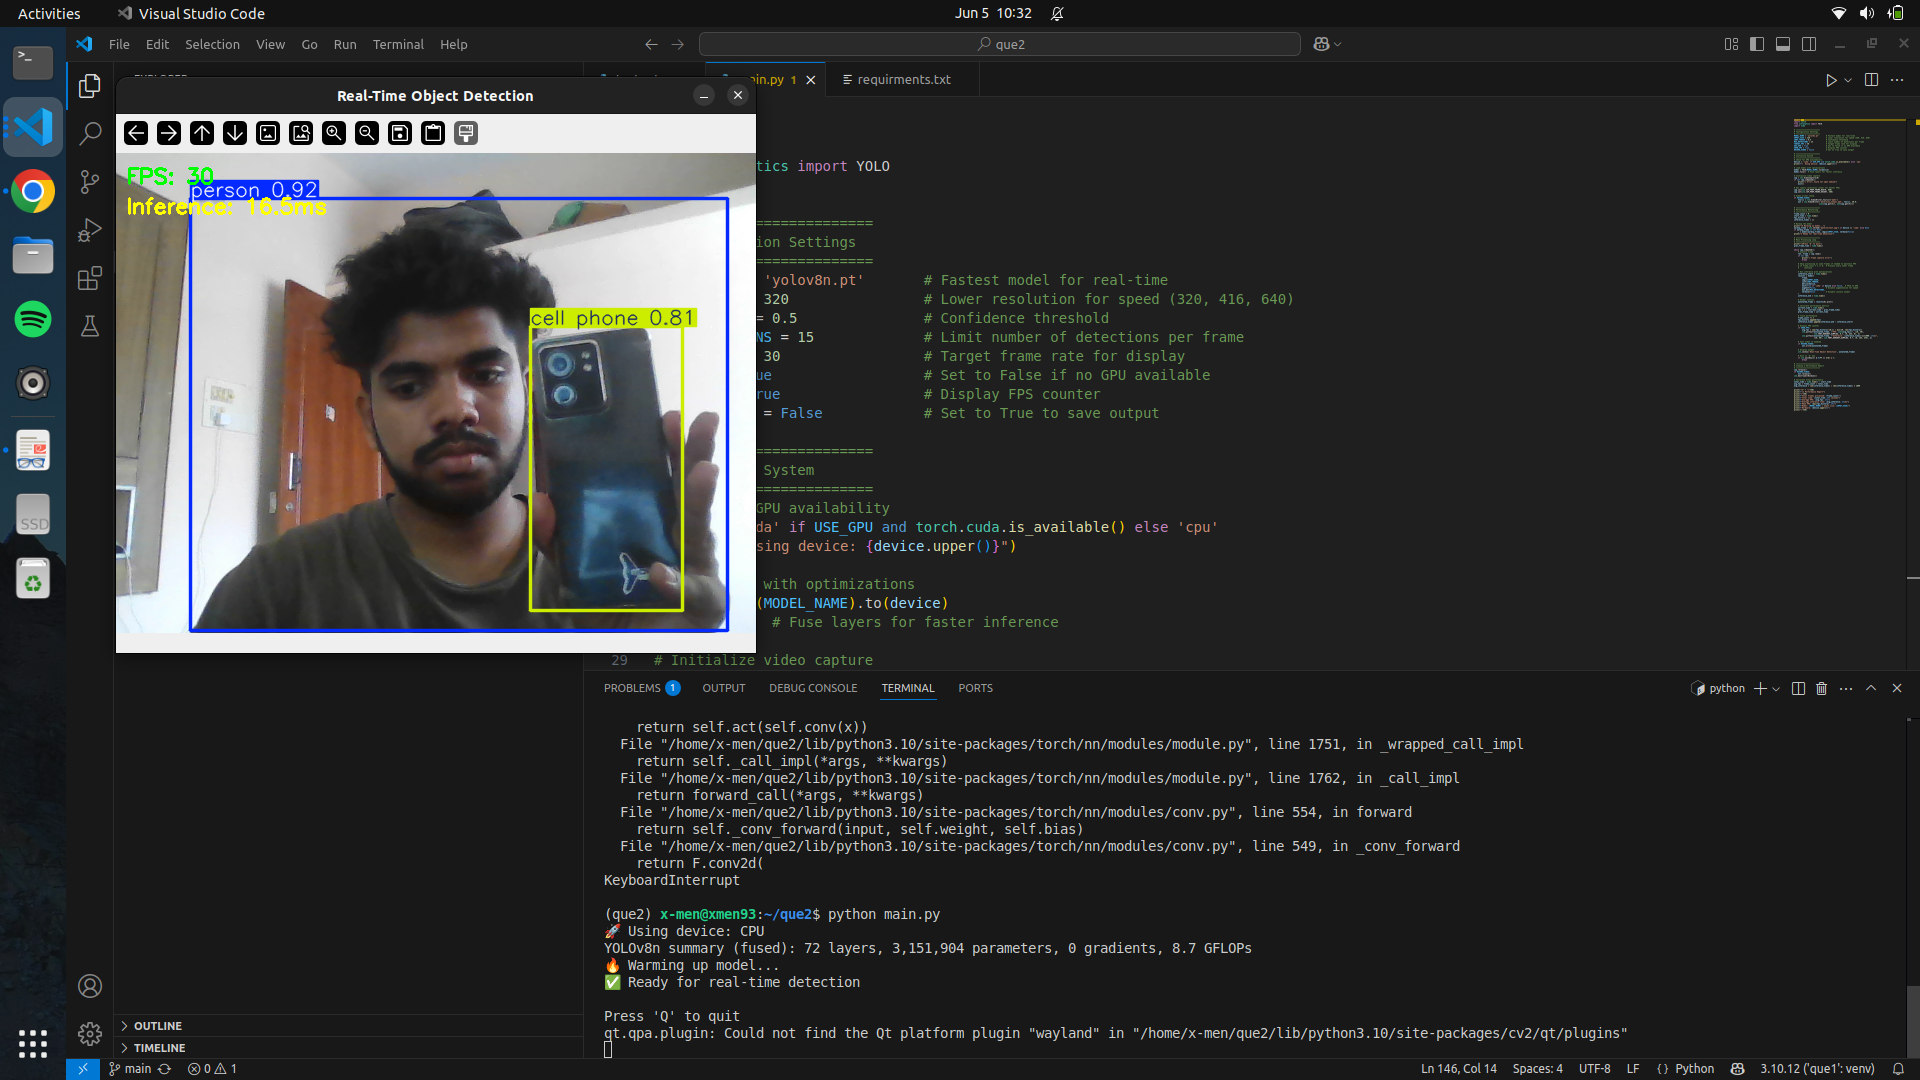 Activities
Visual Studio Code
Jun 5 10:32
File Edit Selection View Go Run Terminal Help
que2
in.py 1
requirments.txt
Real-Time Object Detection
FPS: 30
person 0.92
Inference: 16.5ms
cell phone 0.81
SSD
tics import YOLO
==============
ion Settings
==============
'yolov8n.pt' # Fastest model for real-time
320 # Lower resolution for speed (320, 416, 640)
= 0.5 # Confidence threshold
NS = 15 # Limit number of detections per frame
30 # Target frame rate for display
ue # Set to False if no GPU available
rue # Display FPS counter
= False # Set to True to save output
==============
System
==============
GPU availability
da' if USE_GPU and torch.cuda.is_available() else 'cpu'
sing device: {device.upper()}")
with optimizations
(MODEL_NAME).to(device)
# Fuse layers for faster inference
29 # Initialize video capture
PROBLEMS 1 OUTPUT DEBUG CONSOLE TERMINAL PORTS
python
return self.act(self.conv(x))
File "/home/x-men/que2/lib/python3.10/site-packages/torch/nn/modules/module.py", line 1751, in _wrapped_call_impl
return self._call_impl(*args, **kwargs)
File "/home/x-men/que2/lib/python3.10/site-packages/torch/nn/modules/module.py", line 1762, in _call_impl
return forward_call(*args, **kwargs)
File "/home/x-men/que2/lib/python3.10/site-packages/torch/nn/modules/conv.py", line 554, in forward
return self._conv_forward(input, self.weight, self.bias)
File "/home/x-men/que2/lib/python3.10/site-packages/torch/nn/modules/conv.py", line 549, in _conv_forward
return F.conv2d(
KeyboardInterrupt
(que2) x-men@xmen93:~/que2$ python main.py
🚀 Using device: CPU
YOLOv8n summary (fused): 72 layers, 3,151,904 parameters, 0 gradients, 8.7 GFLOPs
🔥 Warming up model...
✅ Ready for real-time detection
Press 'Q' to quit
qt.qpa.plugin: Could not find the Qt platform plugin "wayland" in "/home/x-men/que2/lib/python3.10/site-packages/cv2/qt/plugins"
OUTLINE
TIMELINE
main
0 1
Ln 146, Col 14 Spaces: 4 UTF-8 LF {} Python 3.10.12 ('que1': venv)